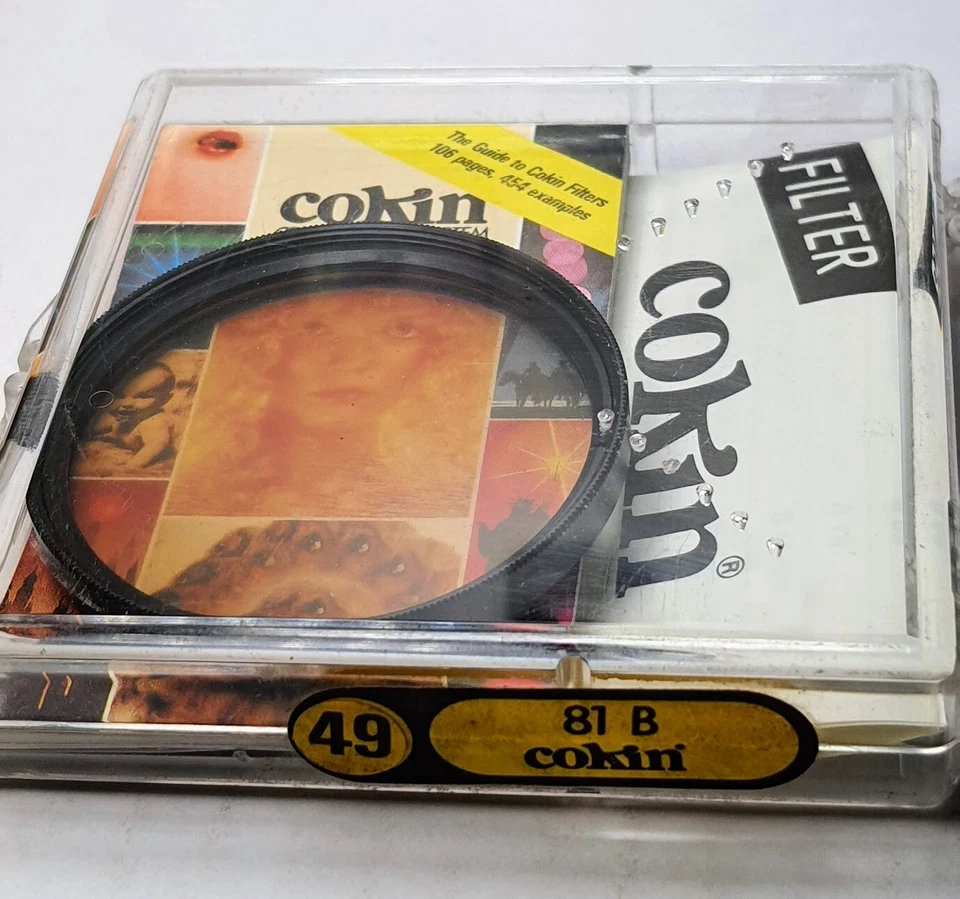 The Guide to Cokin Filters
106 pages, 454 examples
cokin
FILTER
cokin®
49
81 B
cokin